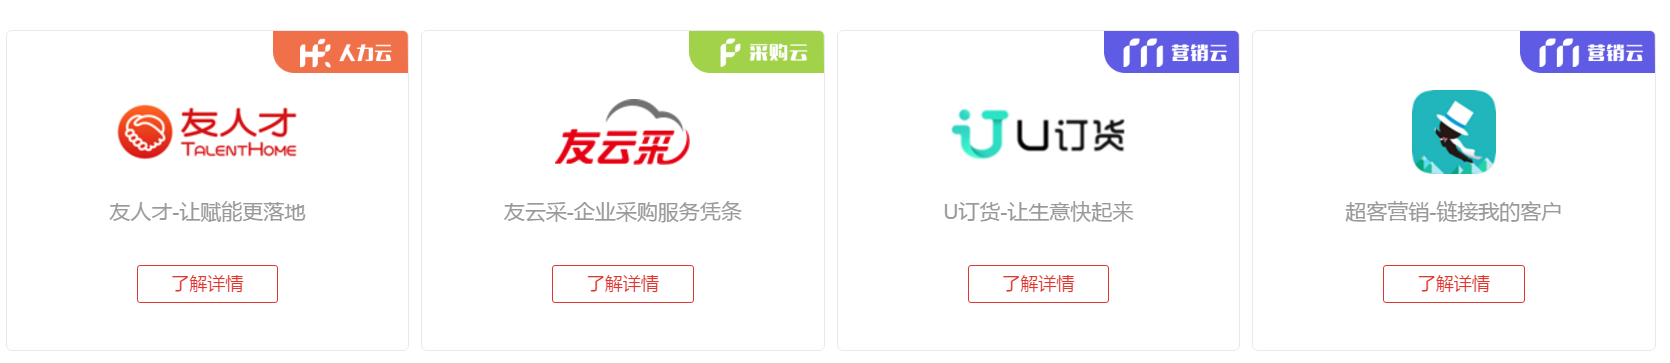 人力云
友人才
TALENTHOME
友人才-让赋能更落地
了解详情
采购云
友云采
友云采-企业采购服务凭条
了解详情
营销云
U订货
U订货-让生意快起来
了解详情
营销云
超客营销-链接我的客户
了解详情